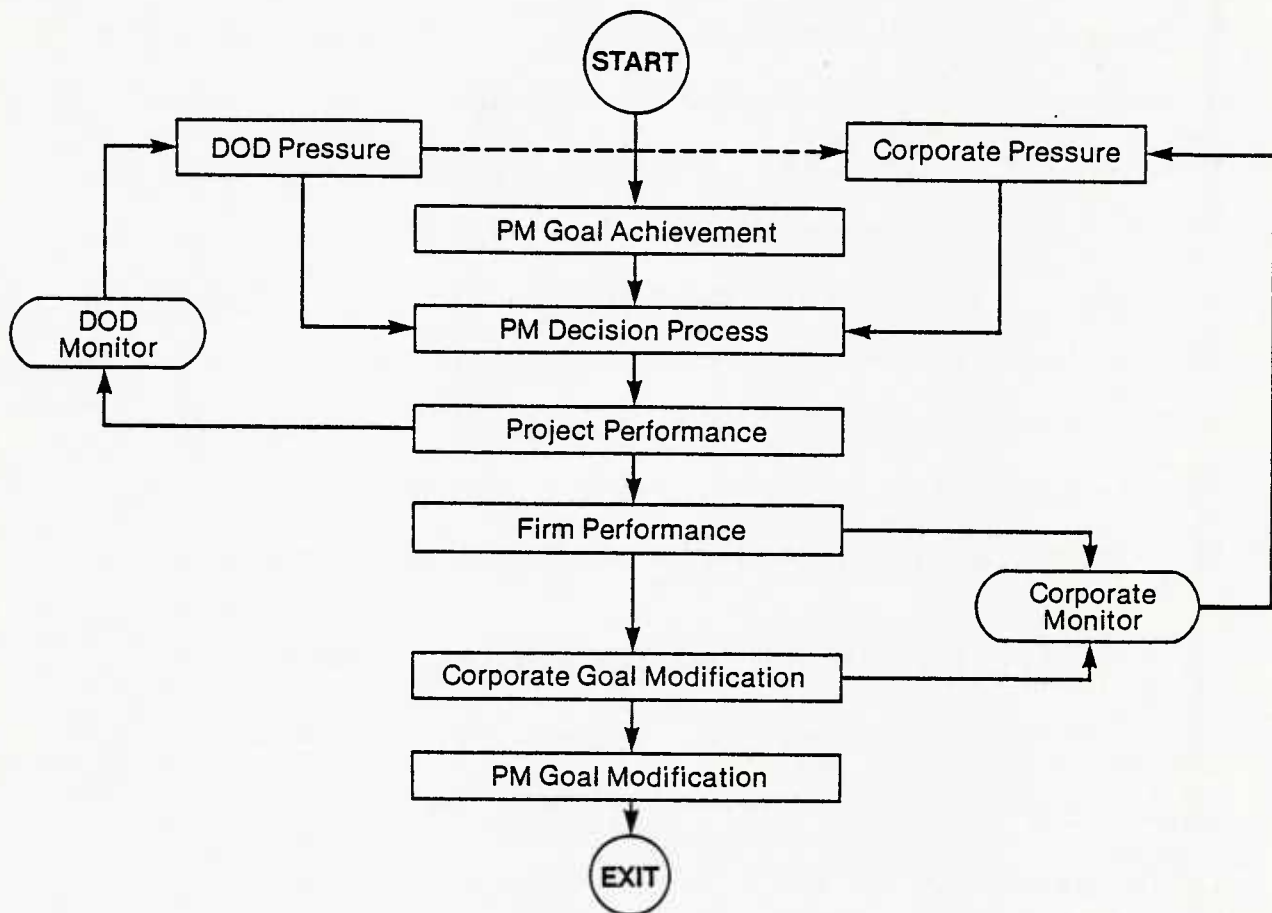 START
DOD Pressure
Corporate Pressure
PM Goal Achievement
DOD
Monitor
PM Decision Process
Project Performance
Firm Performance
Corporate
Monitor
Corporate Goal Modification
PM Goal Modification
EXIT